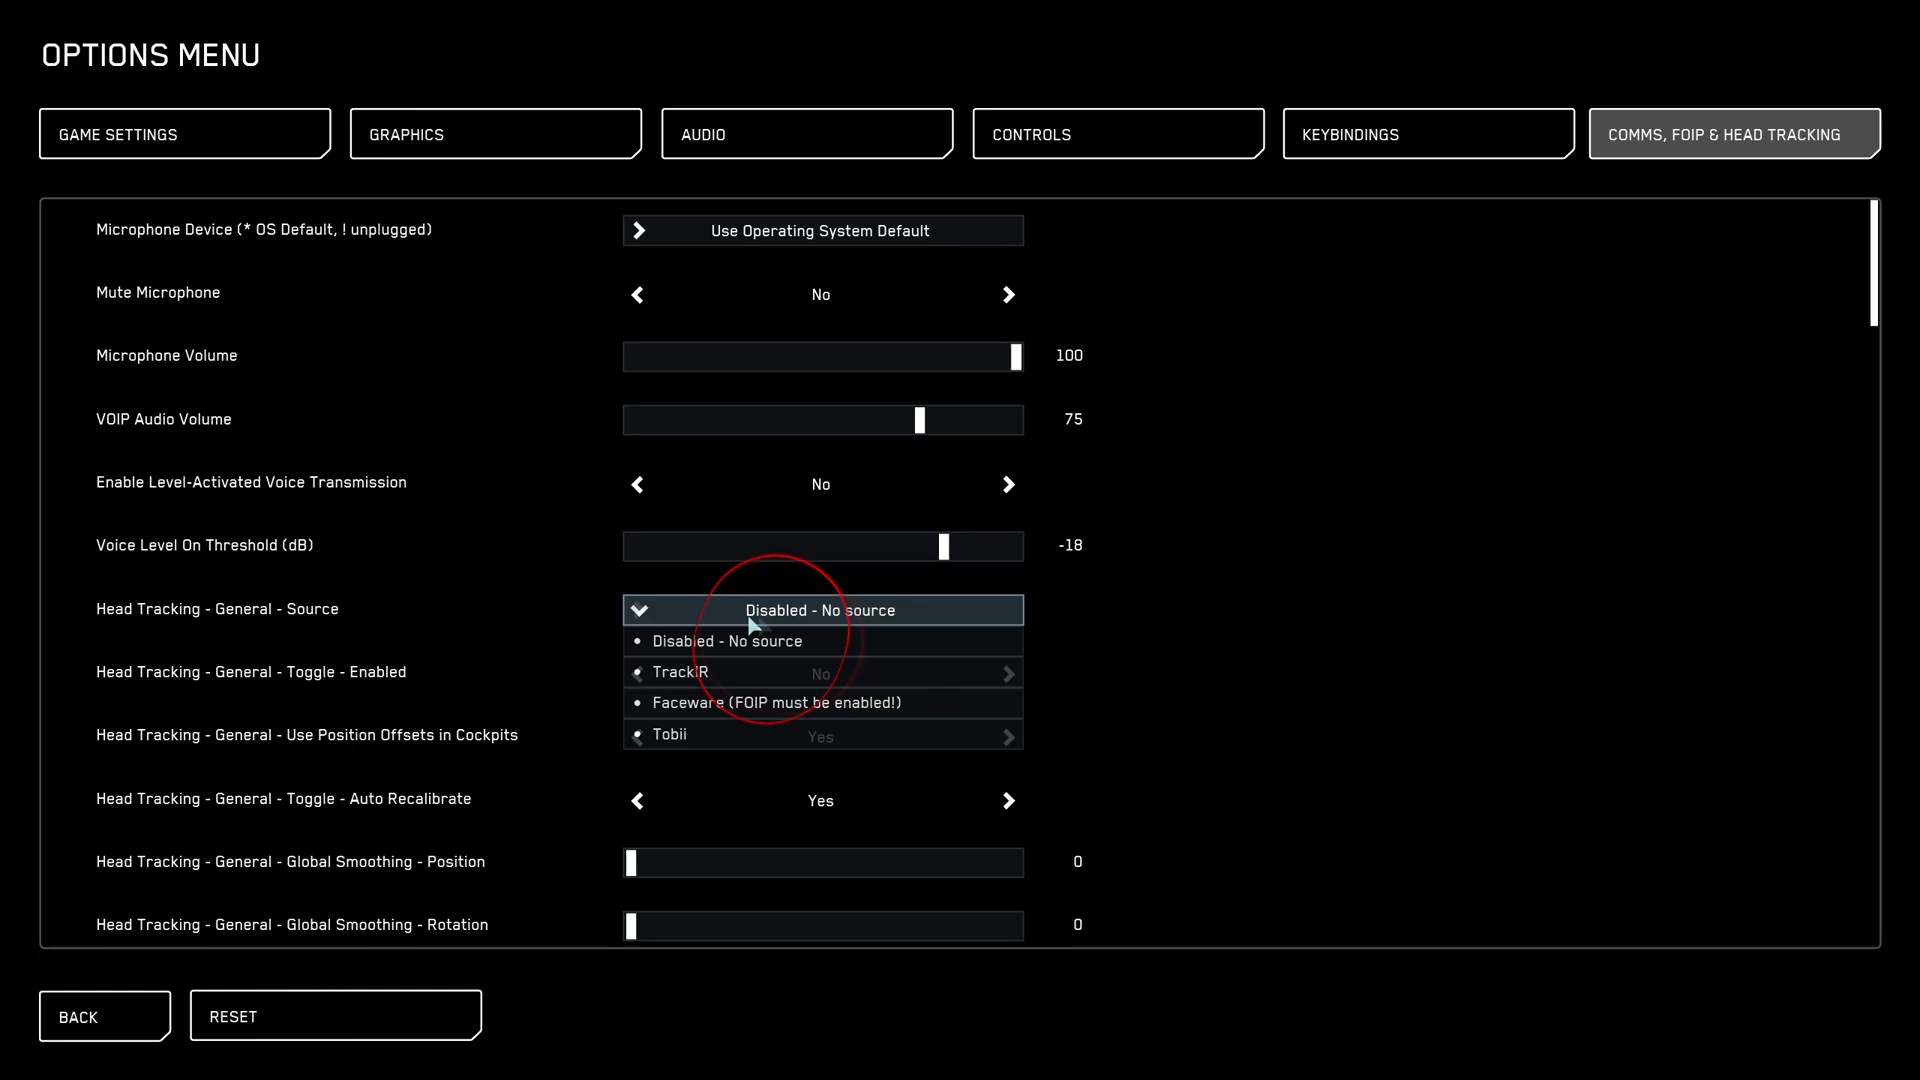 OPTIONS MENU
GAME SETTINGS
GRAPHICS
AUDIO
CONTROLS
KEYBINDINGS
COMMS, FOIP & HEAD TRACKING
Microphone Device (* OS Default, ! unplugged)
Use Operating System Default
Mute Microphone
No
Microphone Volume
100
VOIP Audio Volume
75
Enable Level-Activated Voice Transmission
No
Voice Level On Threshold (dB)
-18
Head Tracking - General - Source
Disabled - No source
Disabled - No source
Head Tracking - General - Toggle - Enabled
TrackIR
No
Faceware (FOIP must be enabled!)
Head Tracking - General - Use Position Offsets in Cockpits
Tobii
Yes
Head Tracking - General - Toggle - Auto Recalibrate
Yes
Head Tracking - General - Global Smoothing - Position
0
Head Tracking - General - Global Smoothing - Rotation
0
BACK
RESET